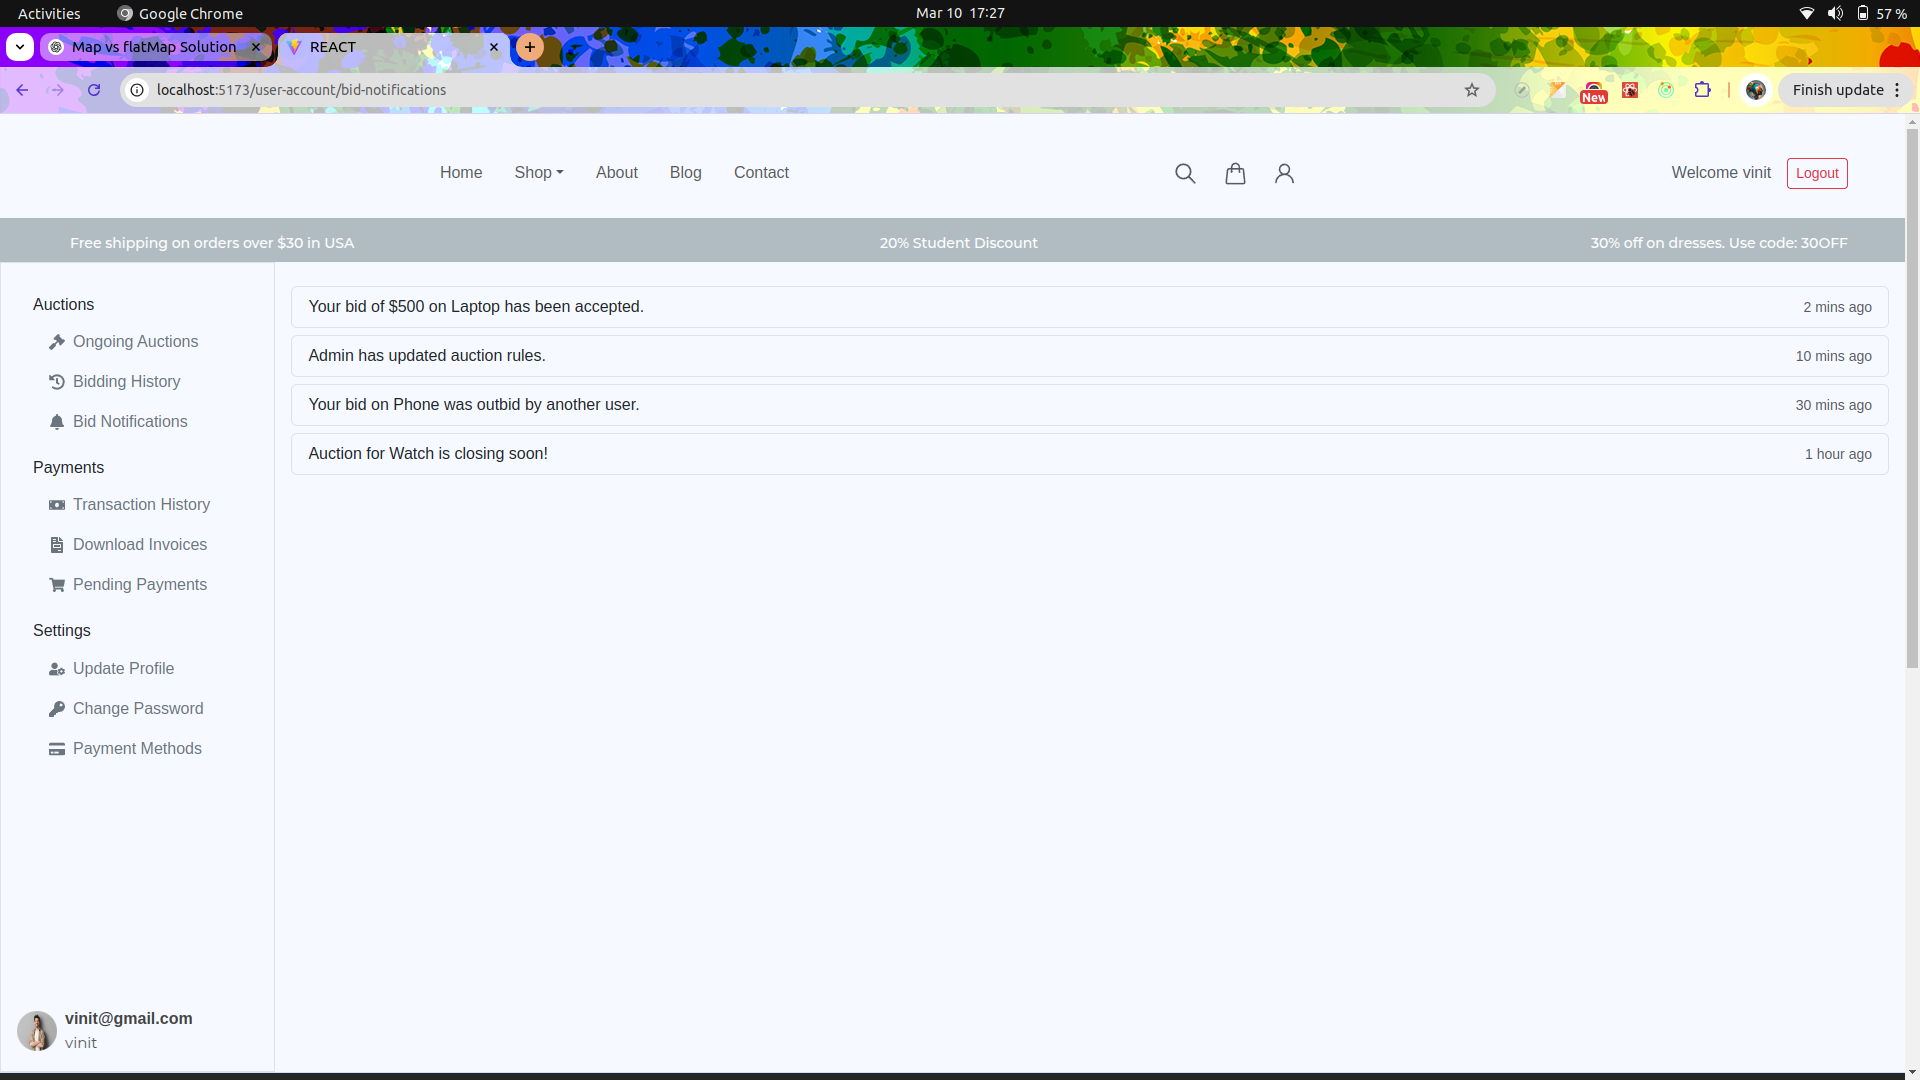 Activities Google Chrome Mar 10 17:27 57 %
Map vs flatMap Solution REACT
localhost:5173/user-account/bid-notifications New Finish update
Home Shop About Blog Contact Welcome vinit Logout
Free shipping on orders over $30 in USA 20% Student Discount 30% off on dresses. Use code: 30OFF
Auctions
Ongoing Auctions
Bidding History
Bid Notifications
Payments
Transaction History
Download Invoices
Pending Payments
Settings
Update Profile
Change Password
Payment Methods
vinit@gmail.com
vinit
Your bid of $500 on Laptop has been accepted. 2 mins ago
Admin has updated auction rules. 10 mins ago
Your bid on Phone was outbid by another user. 30 mins ago
Auction for Watch is closing soon! 1 hour ago